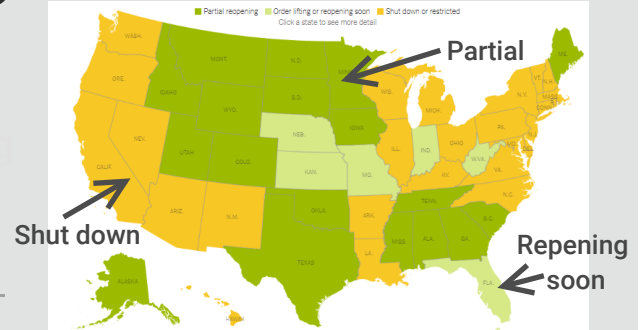 Partial reopening Order lifting or reopening soon Shut down or restricted
Click a state to see more detail
Partial
Shut down
Repening
soon
WASH.
MONT.
N.D.
ME.
ORE.
IDAHO
S.D.
WIS.
MICH.
VT.
N.H.
N.Y.
WYO.
IOWA
NEB.
PA.
NEV.
UTAH
COLO.
ILL.
IND.
OHIO
CALIF.
KAN.
MO.
KY.
W.VA.
VA.
MD.
DEL.
TENN.
N.C.
ARIZ.
N.M.
OKLA.
ARK.
S.C.
MISS.
ALA.
GA.
TEXAS
LA.
FLA.
ALASKA
HAWAII